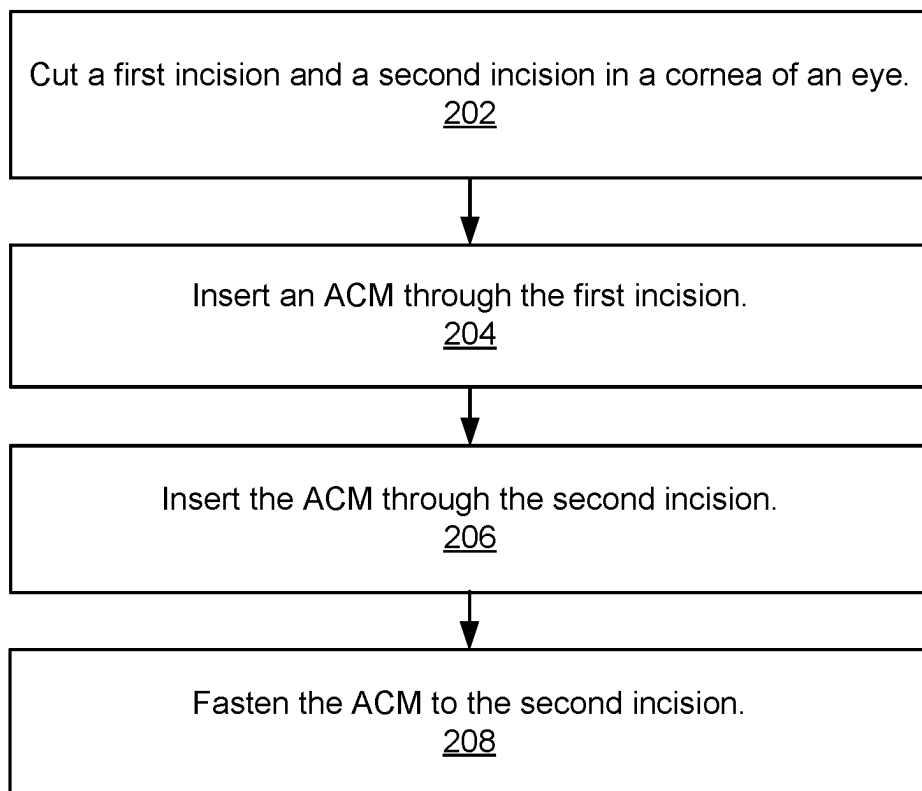 Cut a first incision and a second incision in a cornea of an eye.
202
Insert an ACM through the first incision.
204
Insert the ACM through the second incision.
206
Fasten the ACM to the second incision.
208